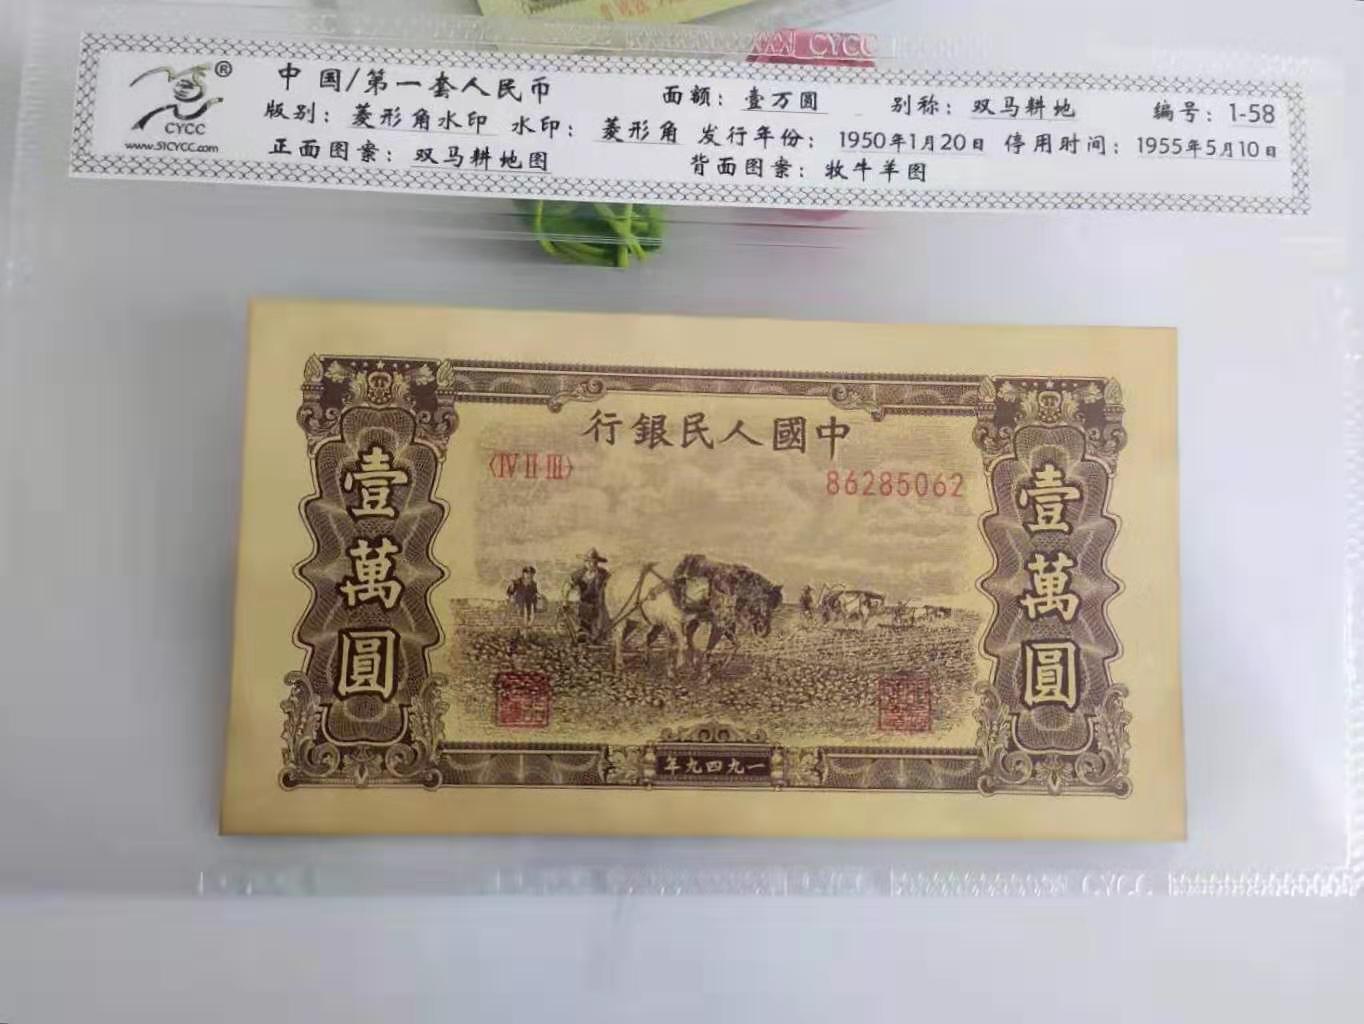 CYCC
中国/第一套人民币 面额：壹万圆 别称：双马耕地 编号：1-58
版别：菱形角水印 水印：菱形角 发行年份：1950年1月20日 停用时间：1955年5月10日
正面图案：双马耕地图 背面图案：牧牛羊图
®
CYCC
www.51CYCC.com
行銀民人國中
〈IV II III〉 86285062
壹萬圓
壹萬圓
年九四九一
CYCC